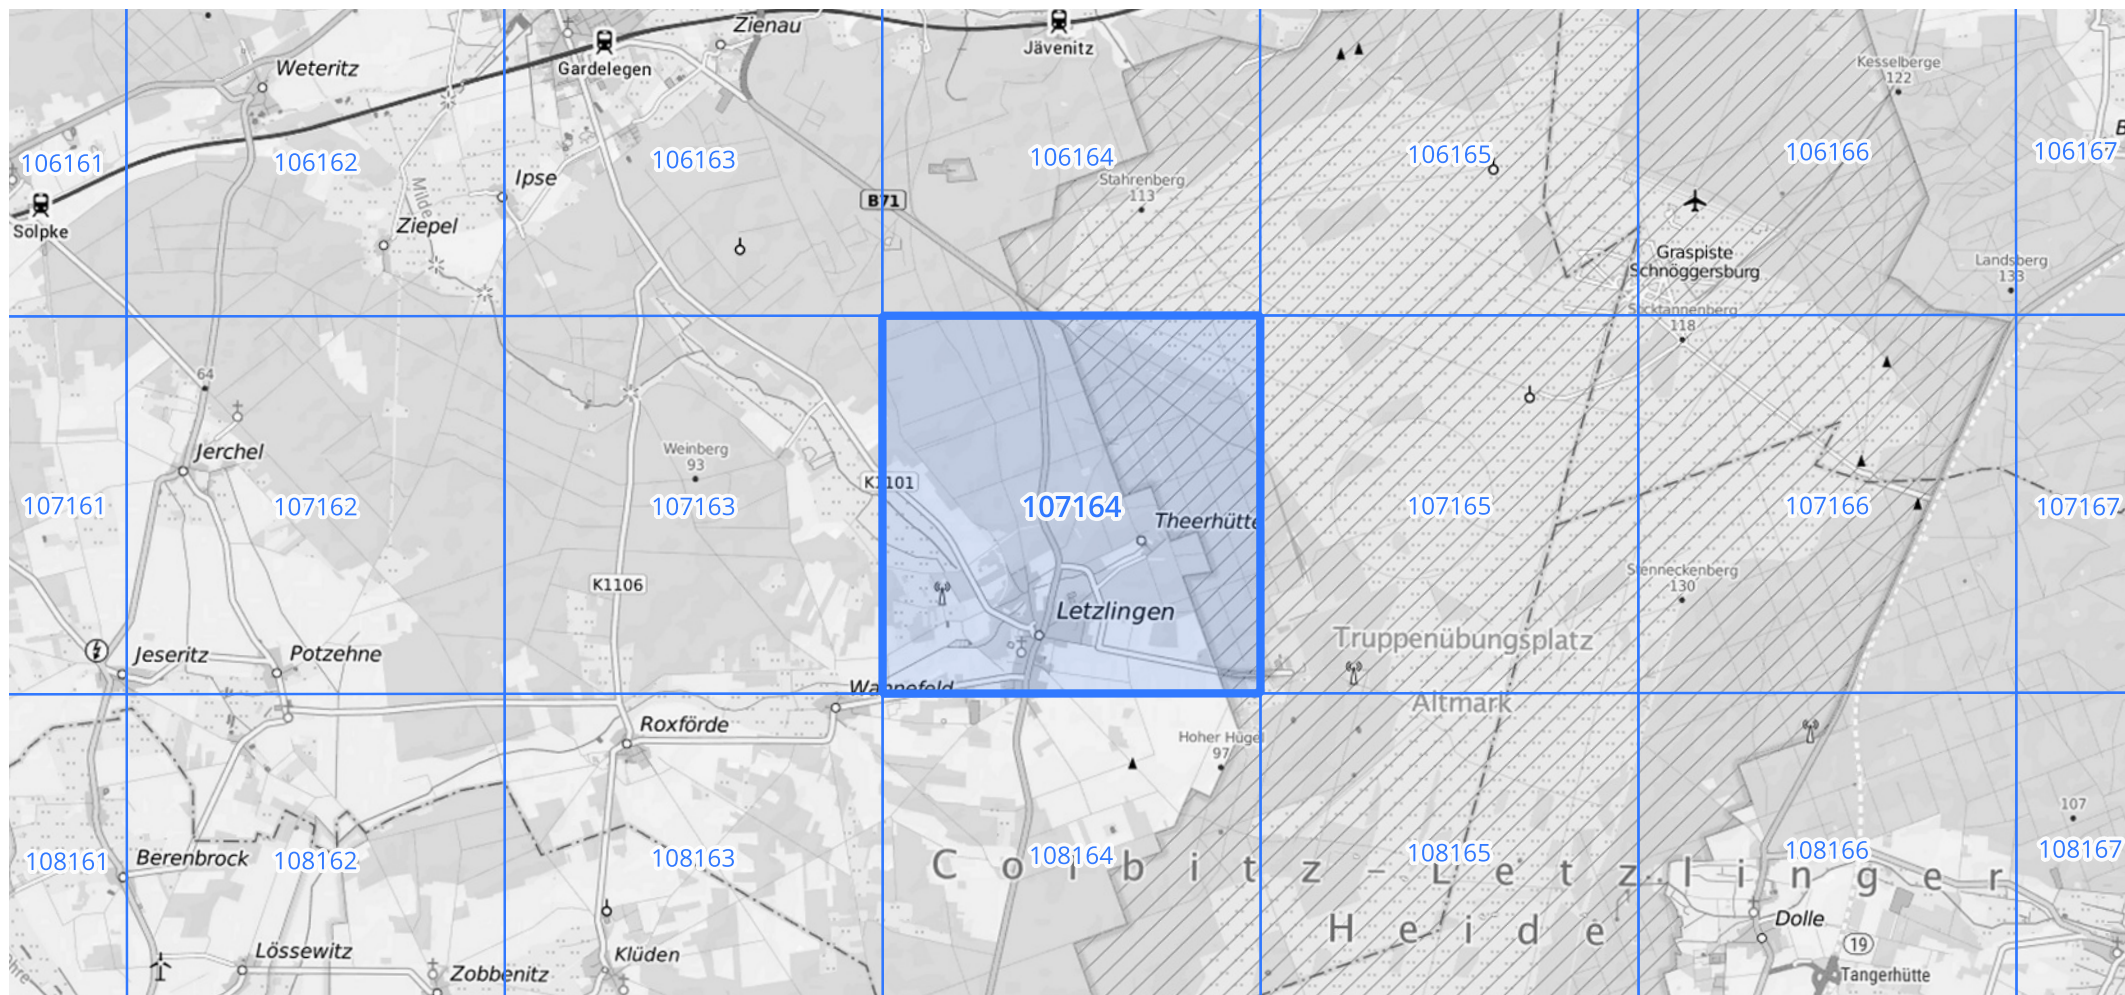 Zienau
Jävenitz
Gardelegen
Weteritz
Kesselberge
122
106161
106162
106163
106164
106165
106166
106167
Ipse
Milde
Stahrenberg
113
B71
Sölpke
Ziepel
Graspiste
Schnöggersburg
Landsberg
133
Söcktannenberg
118
64
Jerchel
Weinberg
93
K1101
107161
107162
107163
107164
107165
107166
107167
Theerhütte
K1106
Stenneckenberg
130
Letzlingen
Truppenübungsplatz
Altmark
Jeseritz
Potzehne
Wannefeld
Roxförde
Hoher Hügel
97
107
108161
Berenbrock
108162
108163
108164
108165
108166
108167
Colbitz-Letzlinger
Heide
Dolle
19
Tangerhütte
Lössewitz
Zobbenitz
Klüden